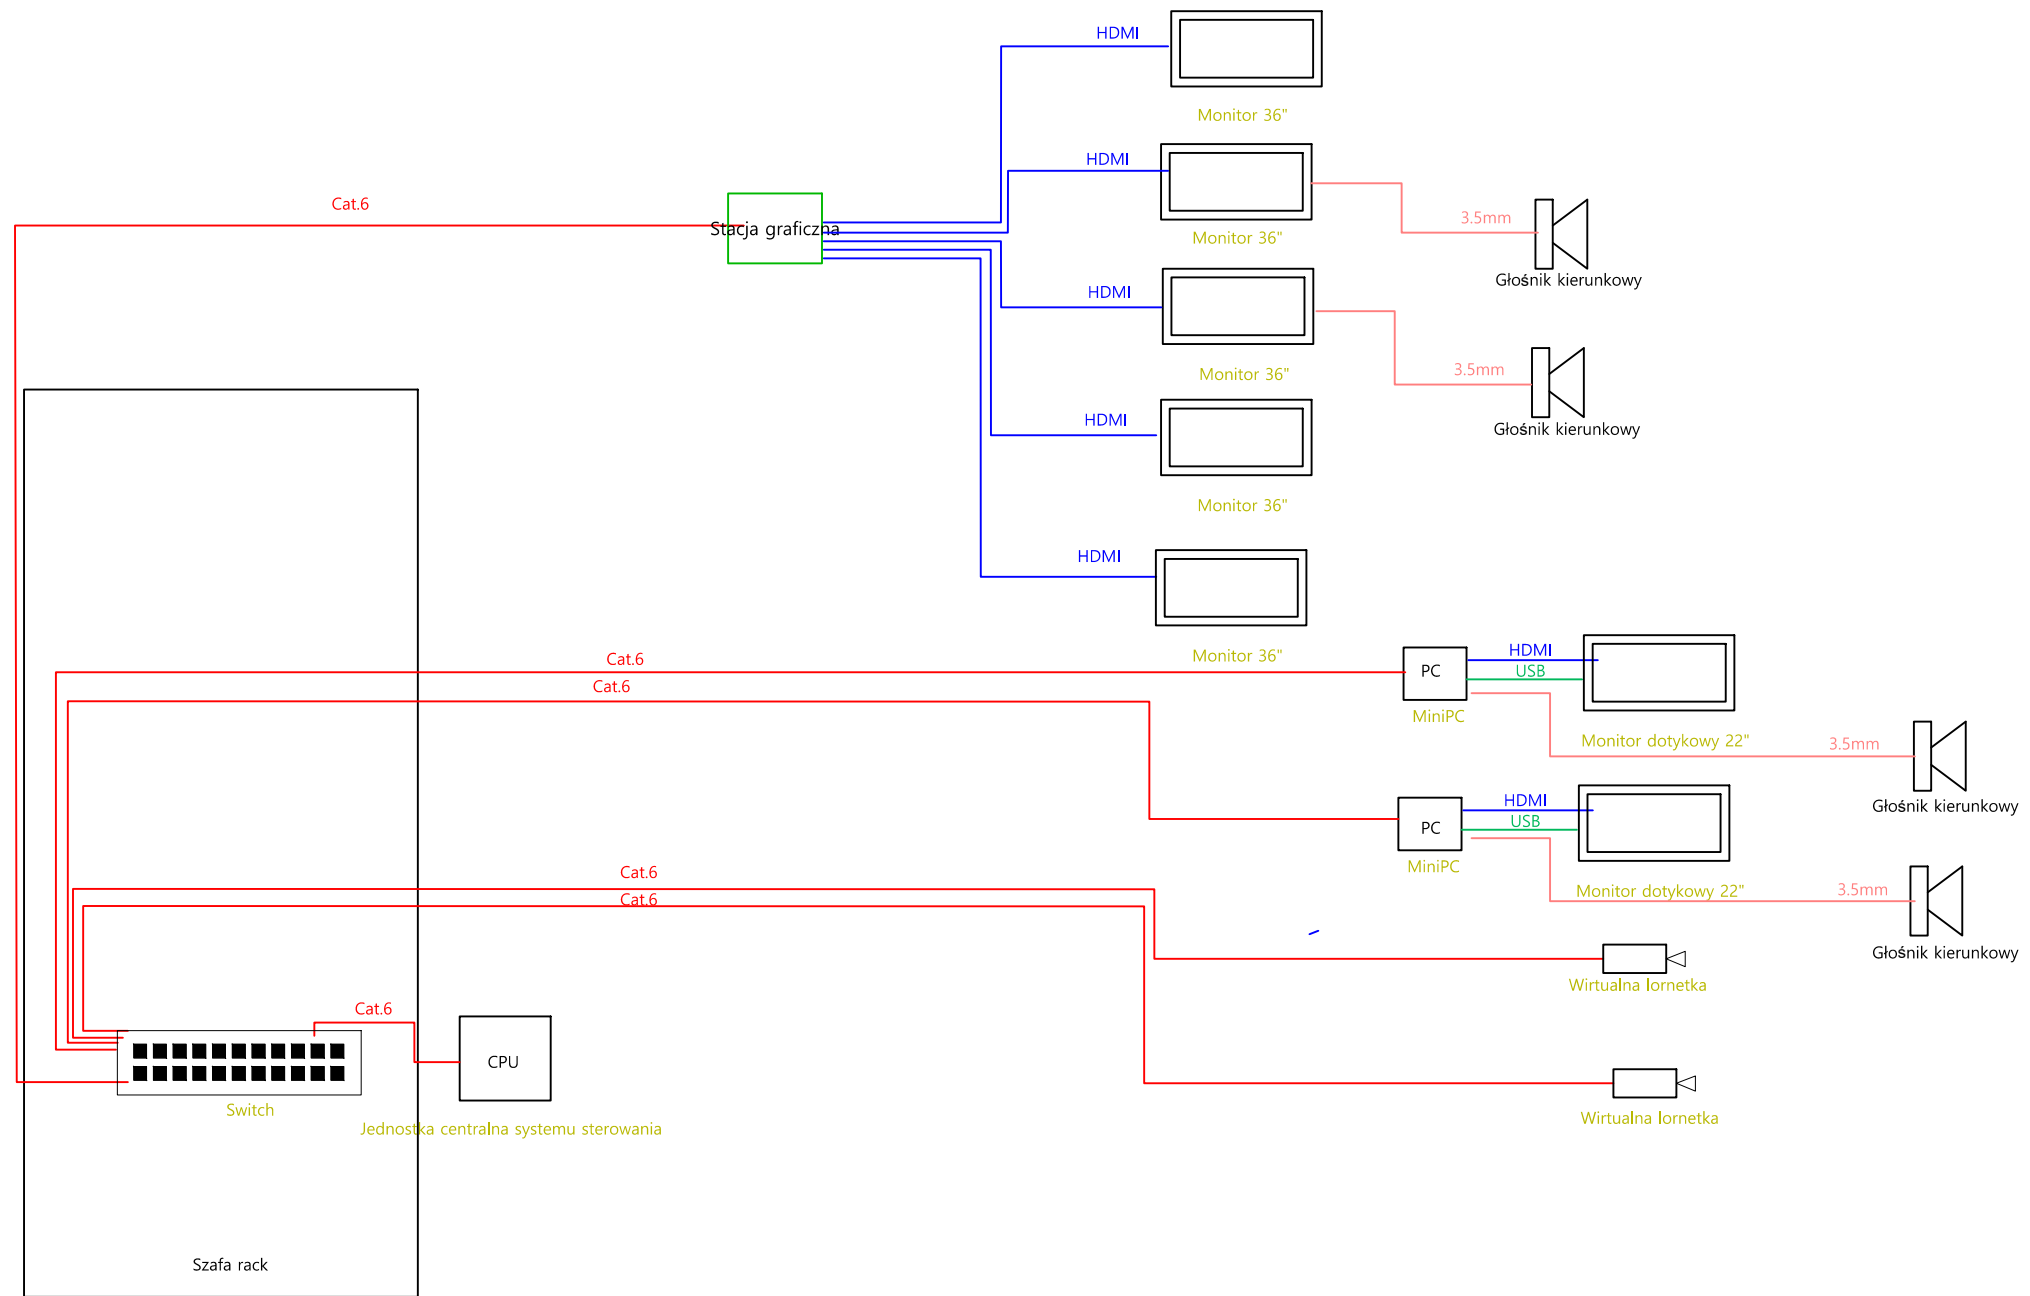 HDMI
Monitor 36"
HDMI
Cat.6
Stacja graficzna
Monitor 36"
3.5mm
Głośnik kierunkowy
HDMI
Monitor 36"
3.5mm
Głośnik kierunkowy
HDMI
Monitor 36"
HDMI
Monitor 36"
Cat.6
Cat.6
PC
MiniPC
HDMI
USB
Monitor dotykowy 22"
3.5mm
Głośnik kierunkowy
PC
MiniPC
HDMI
USB
Monitor dotykowy 22"
3.5mm
Głośnik kierunkowy
Cat.6
Cat.6
Wirtualna lornetka
Cat.6
CPU
Switch
Jednostka centralna systemu sterowania
Wirtualna lornetka
Szafa rack